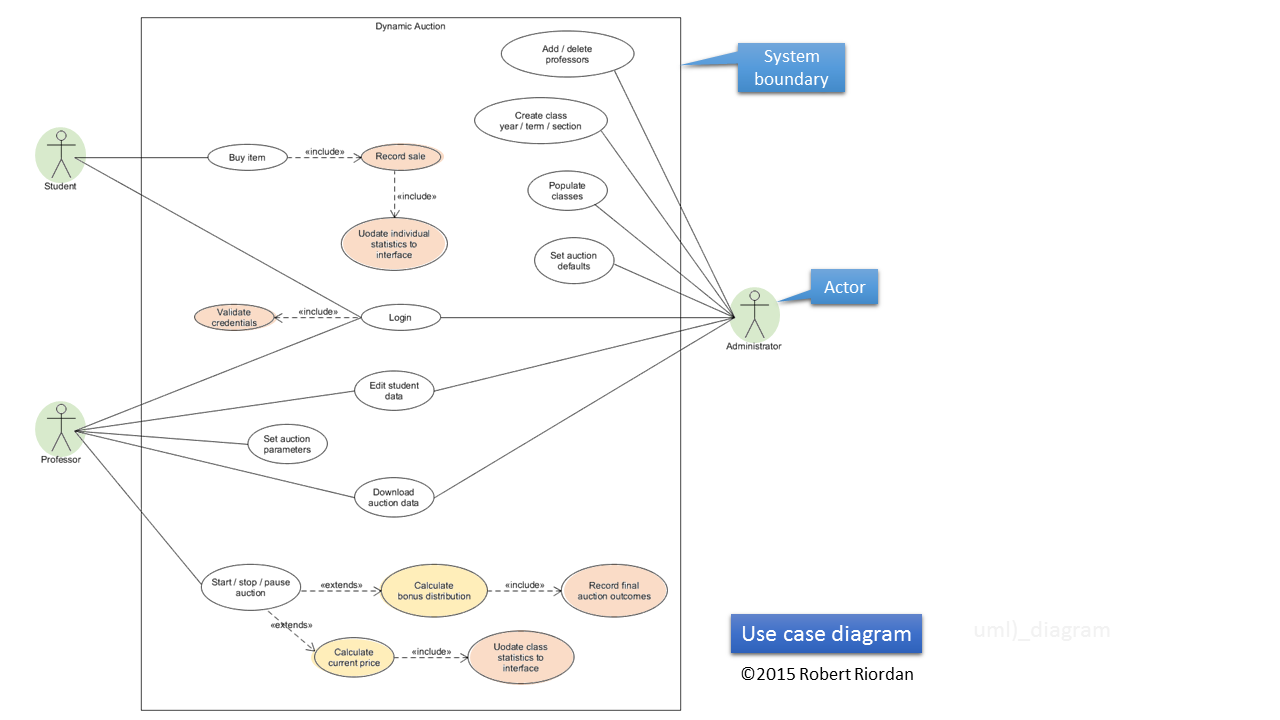 Dynamic Auction
Add / delete
professors
System
boundary
Create class
year / term / section
Buy item
«include»
Record sale
Student
Populate
classes
«include»
Uodate individual
statistics to
interface
Set auction
defaults
Actor
Validate
credentials
«include»
Login
Administrator
Edit student
data
Professor
Set auction
parameters
Download
auction data
Start / stop / pause
auction
«extends»
Calculate
bonus distribution
«include»
Record final
auction outcomes
«extends»
Calculate
current price
«include»
Uodate class
statistics to
interface
Use case diagram
uml)_diagram
©2015 Robert Riordan